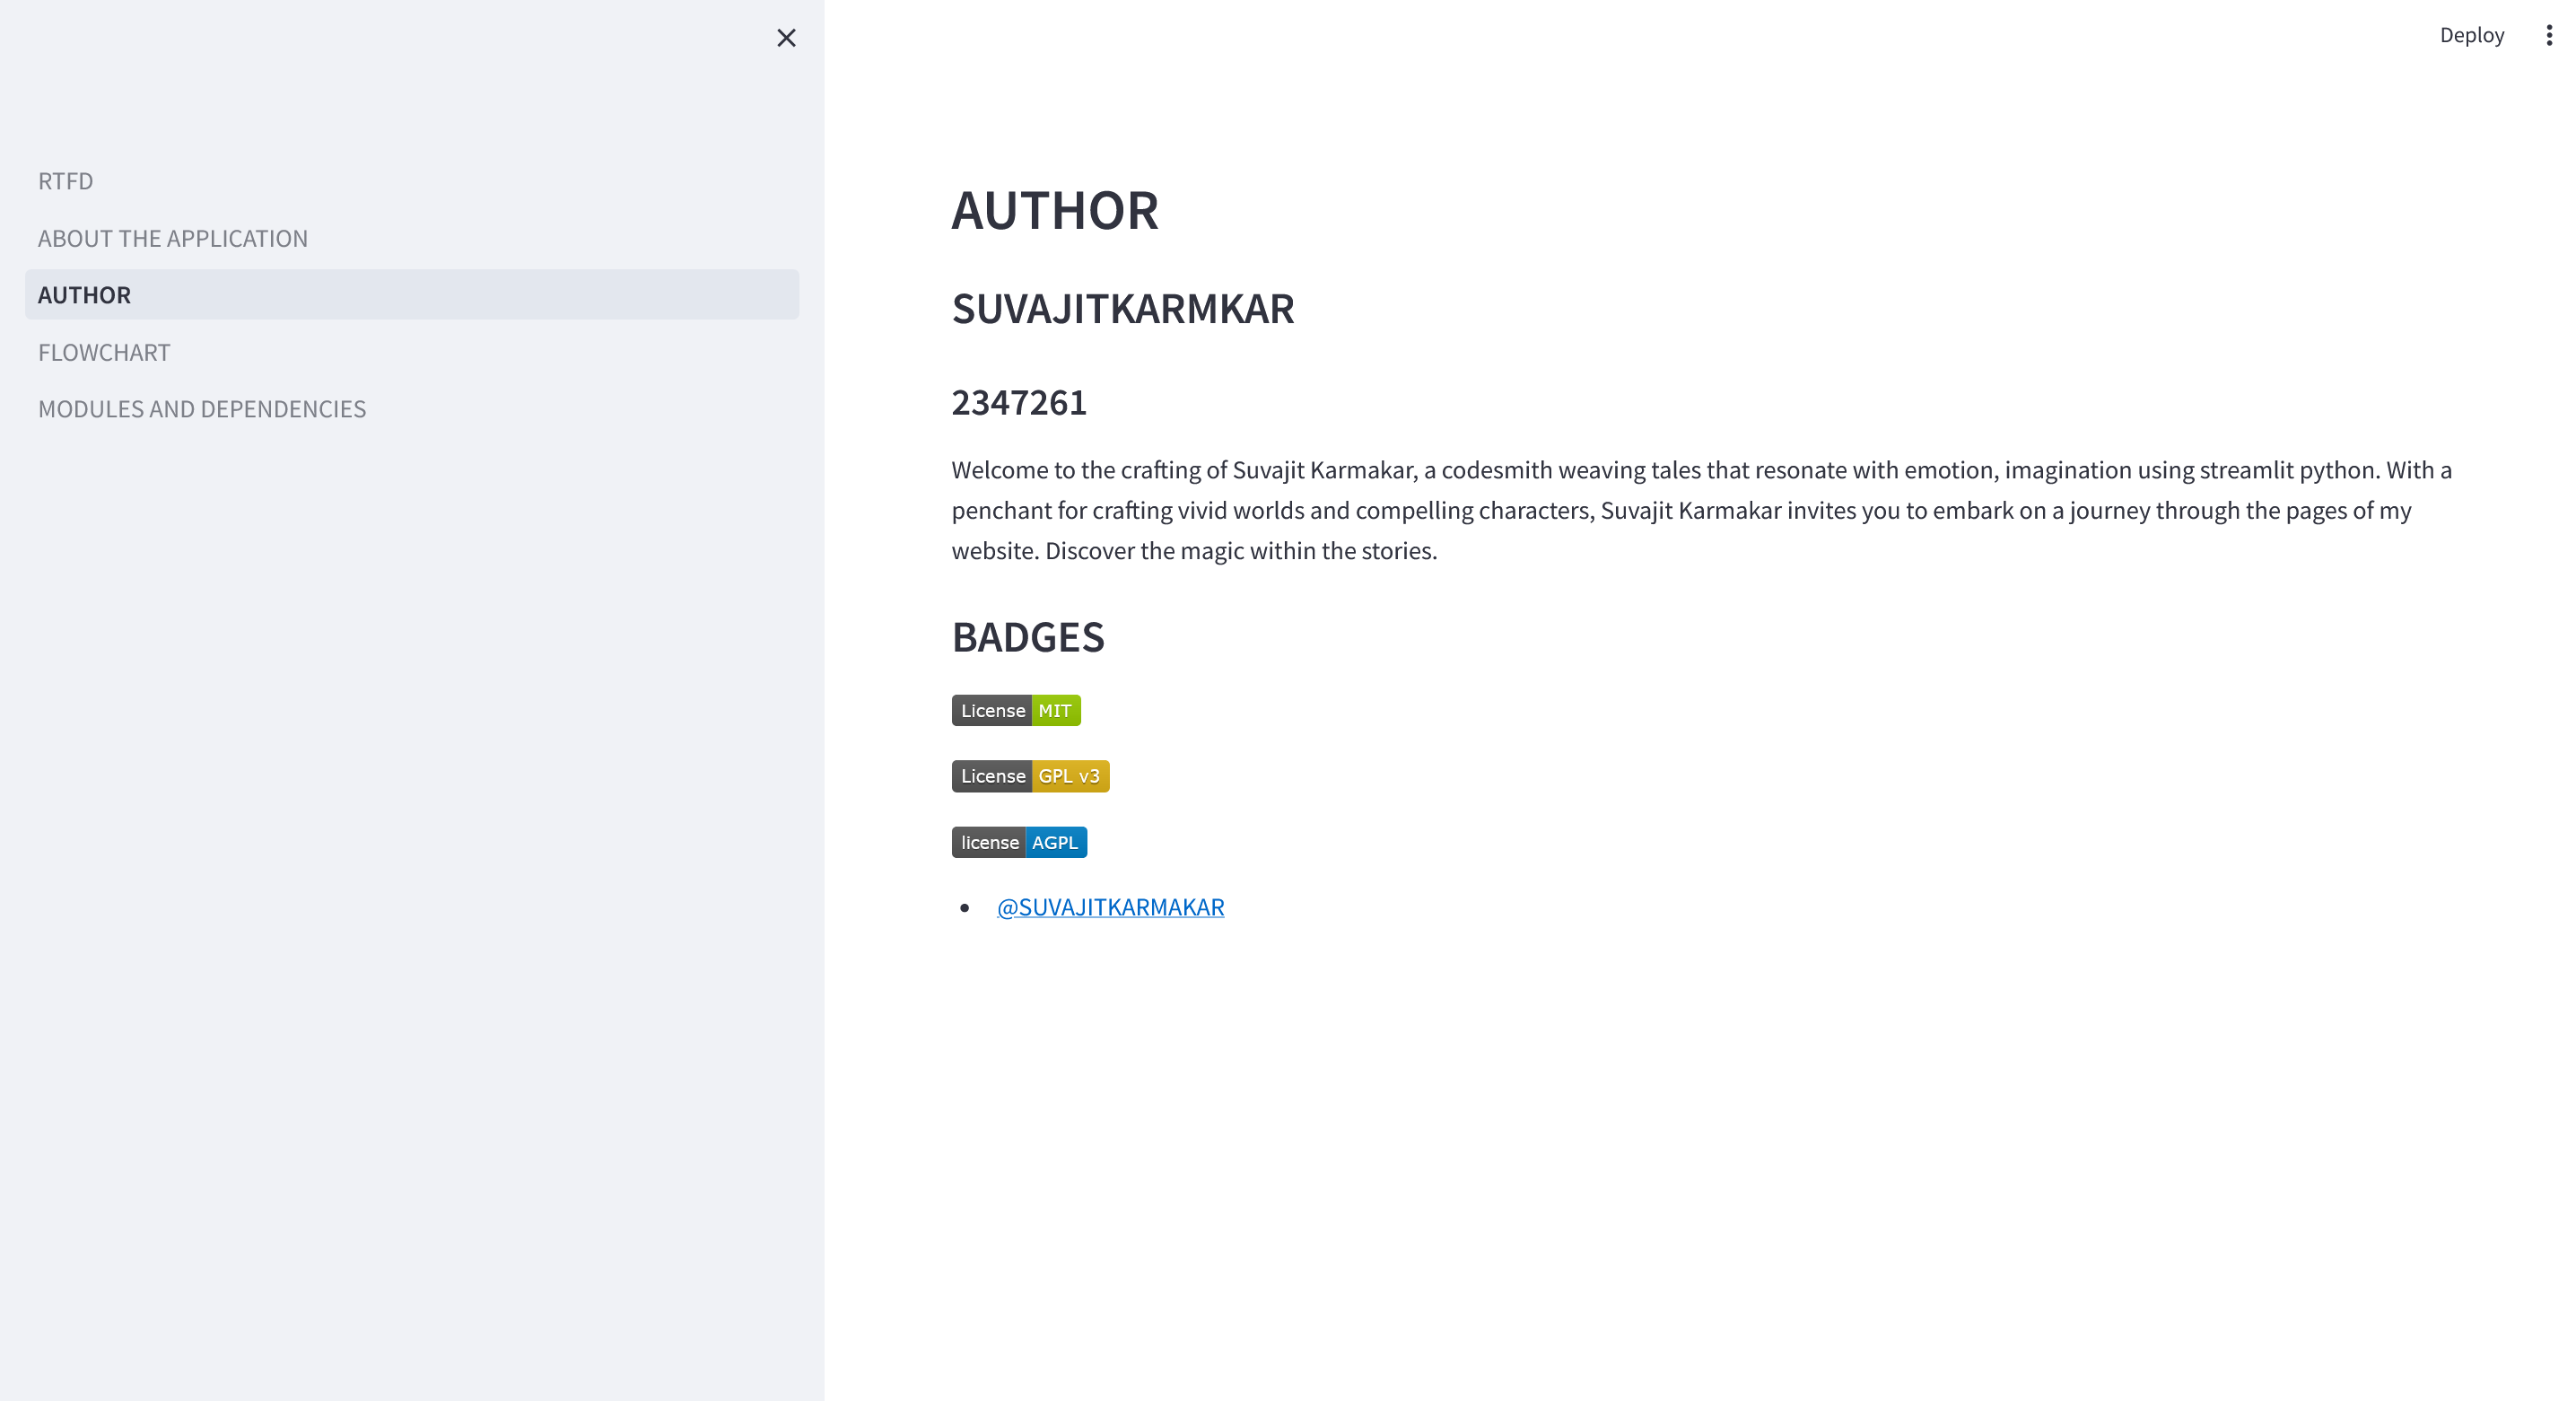 RTFD
ABOUT THE APPLICATION
AUTHOR
FLOWCHART
MODULES AND DEPENDENCIES
Deploy
AUTHOR
SUVAJITKARMKAR
2347261
Welcome to the crafting of Suvajit Karmakar, a codesmith weaving tales that resonate with emotion, imagination using streamlit python. With a
penchant for crafting vivid worlds and compelling characters, Suvajit Karmakar invites you to embark on a journey through the pages of my
website. Discover the magic within the stories.
BADGES
License MIT
License GPL v3
license AGPL
• @SUVAJITKARMAKAR